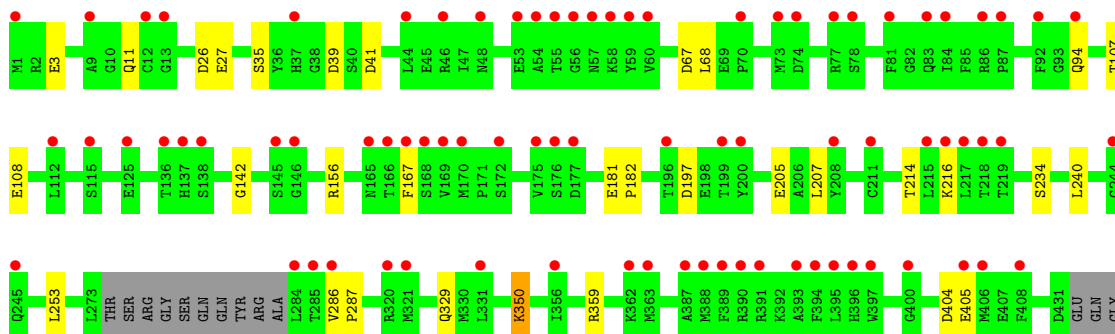 M1 R2 E3 A9 G10 Q11 C12 G13 D26 E27 S35 Y36 H37 G38 D39 S40 D41 L44 E45 R46 I47 N48 E53 A54 T55 G56 N57 K58 Y59 V60 D67 L68 E69 P70 M73 D74 R77 S78 F81 G82 Q83 I84 F85 R86 P87 F92 G93 Q94 T107
E108 L112 S115 E125 T136 H137 S138 G142 S145 G146 R156 N165 T166 F167 S168 V169 M170 P171 S172 V175 S176 D177 E181 P182 T196 D197 E198 T199 Y200 E205 A206 L207 Y208 C211 T214 L215 K216 L217 T218 T219 S234 L240
Q245 L253 L273 THR SER ARG GLY SER GLN GLN TYR ARG ALA L284 T285 V286 P287 R320 M321 Q329 M330 L331 K350 I356 R359 K362 M363 A387 M388 F389 R390 R391 K392 A393 F394 L395 H396 W397 G400 D404 E405 M406 E407 F408 D431 GLU GLN